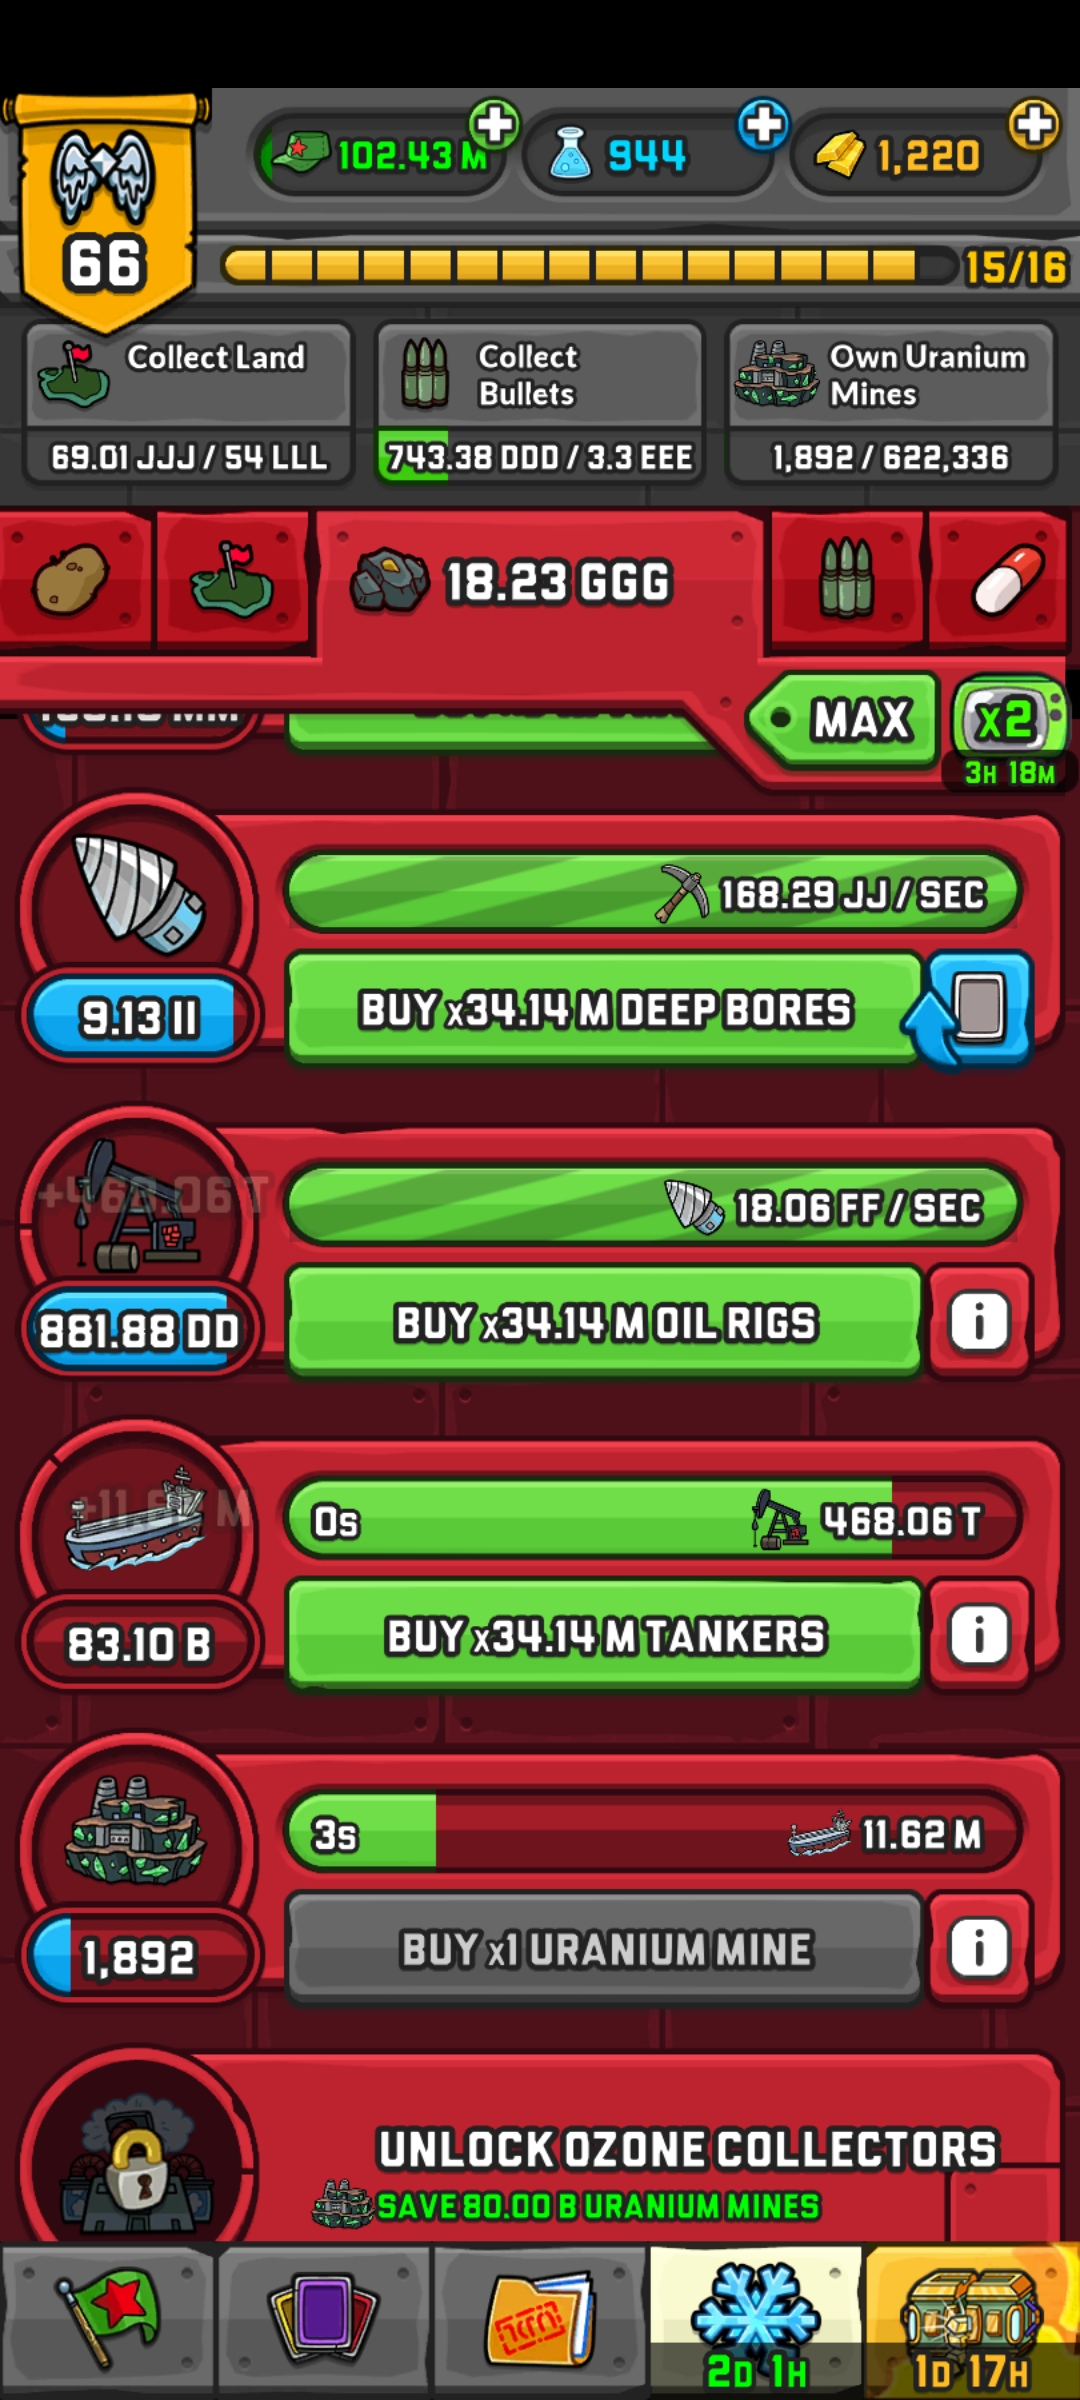 102.43 M
944
1,220
66
15/16
Collect Land
69.01 JJJ / 54 LLL
Collect
Bullets
743.38 DDD / 3.3 EEE
Own Uranium
Mines
1,892 / 622,336
18.23 GGG
MAX
x2
3H 18M
168.29 JJ / SEC
9.13 II
BUY x34.14 M DEEP BORES
+468.06 T
18.06 FF / SEC
881.88 DD
BUY x34.14 M OIL RIGS
i
+11.62 M
0s
468.06 T
83.10 B
BUY x34.14 M TANKERS
i
3s
11.62 M
1,892
BUY x1 URANIUM MINE
i
UNLOCK OZONE COLLECTORS
SAVE 80.00 B URANIUM MINES
2D 1H
1D 17H